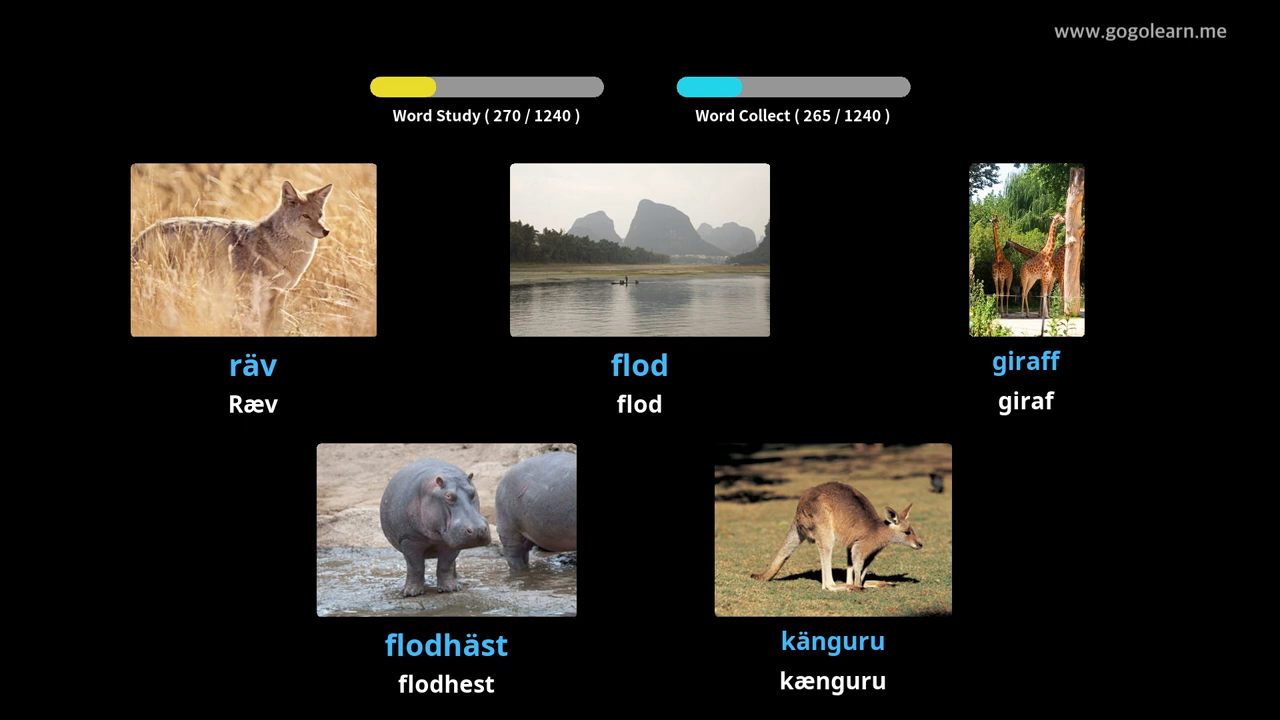 www.gogolearn.me
Word Study ( 270 / 1240 )
Word Collect ( 265 / 1240 )
räv
Ræv
flod
flod
giraff
giraf
flodhäst
flodhest
känguru
kænguru